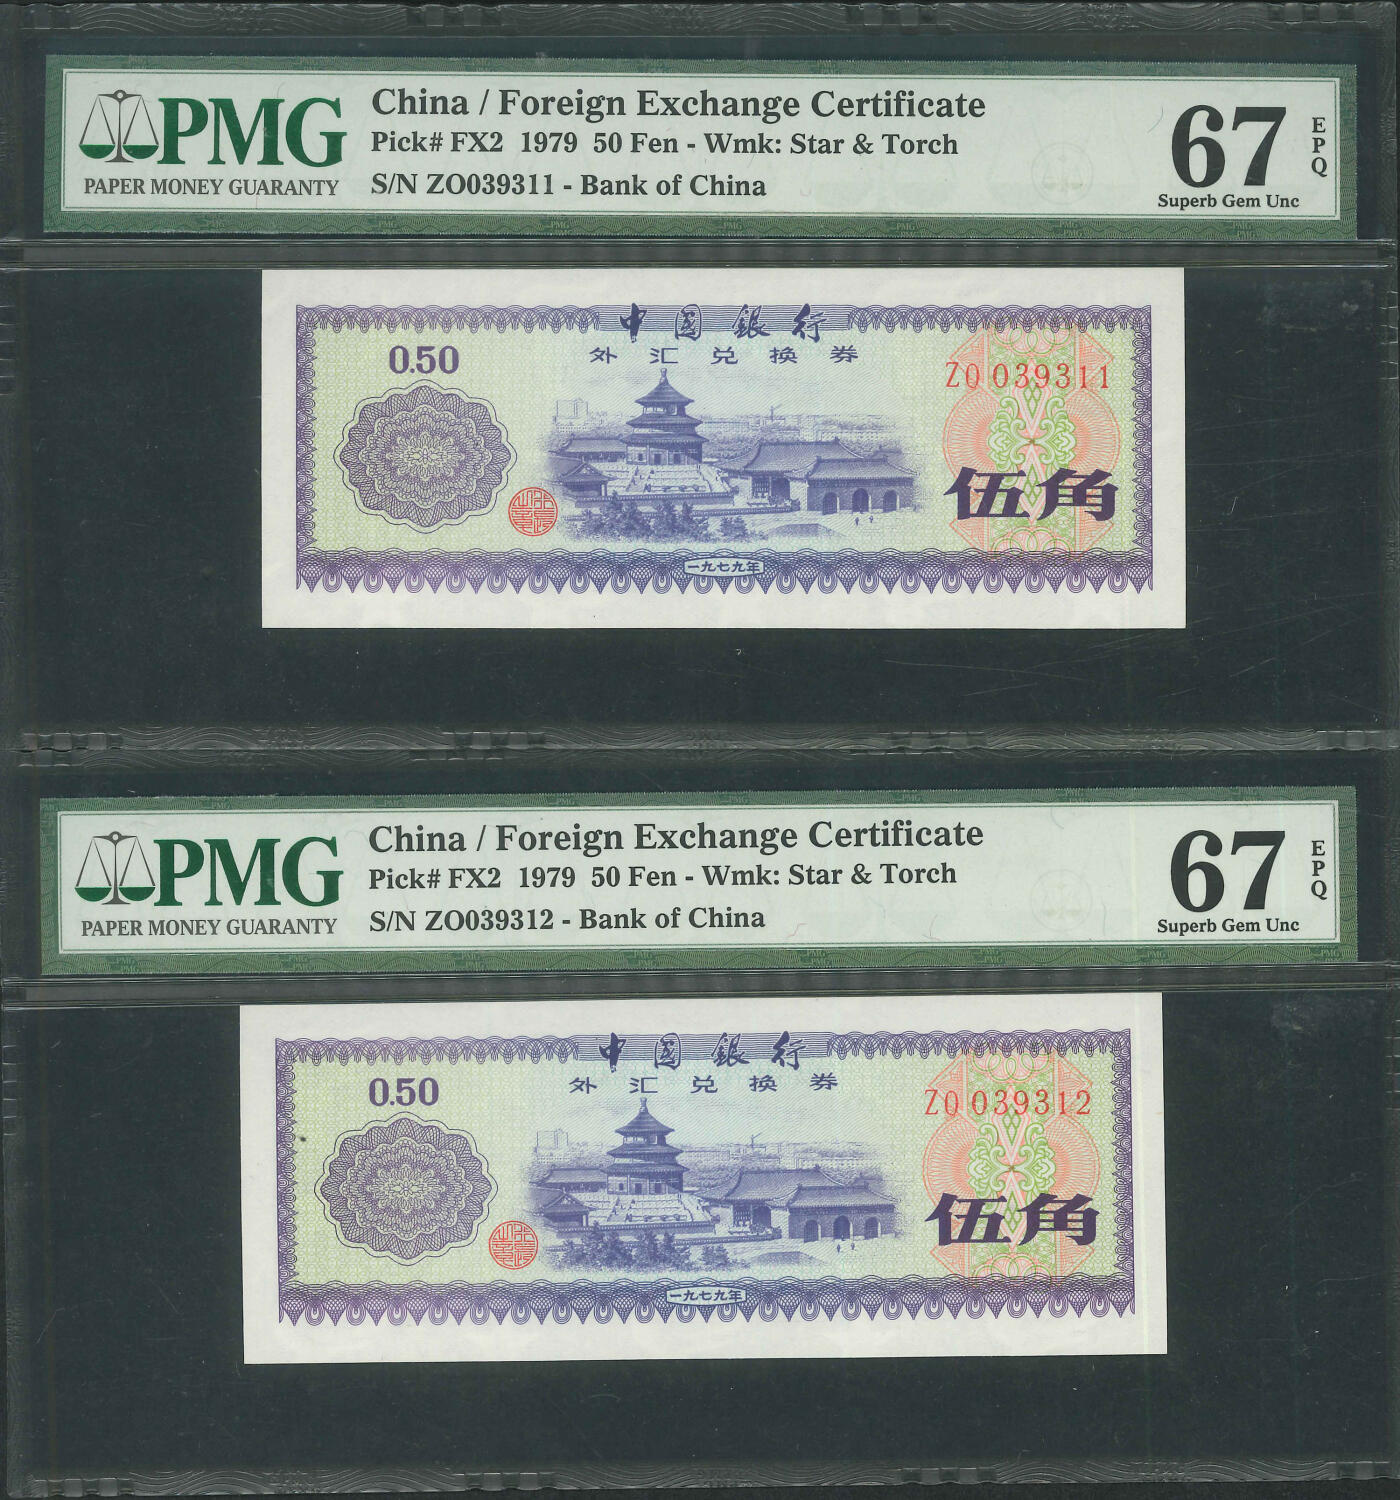 PMG
PAPER MONEY GUARANTY
China / Foreign Exchange Certificate
Pick# FX2 1979 50 Fen - Wmk: Star & Torch
S/N ZO039311 - Bank of China
67
EPQ
Superb Gem Unc
中国銀行
外汇兑换券
0.50
ZO 039311
伍角
一九七九年
PMG
PAPER MONEY GUARANTY
China / Foreign Exchange Certificate
Pick# FX2 1979 50 Fen - Wmk: Star & Torch
S/N ZO039312 - Bank of China
67
EPQ
Superb Gem Unc
中国銀行
外汇兑换券
0.50
ZO 039312
伍角
一九七九年